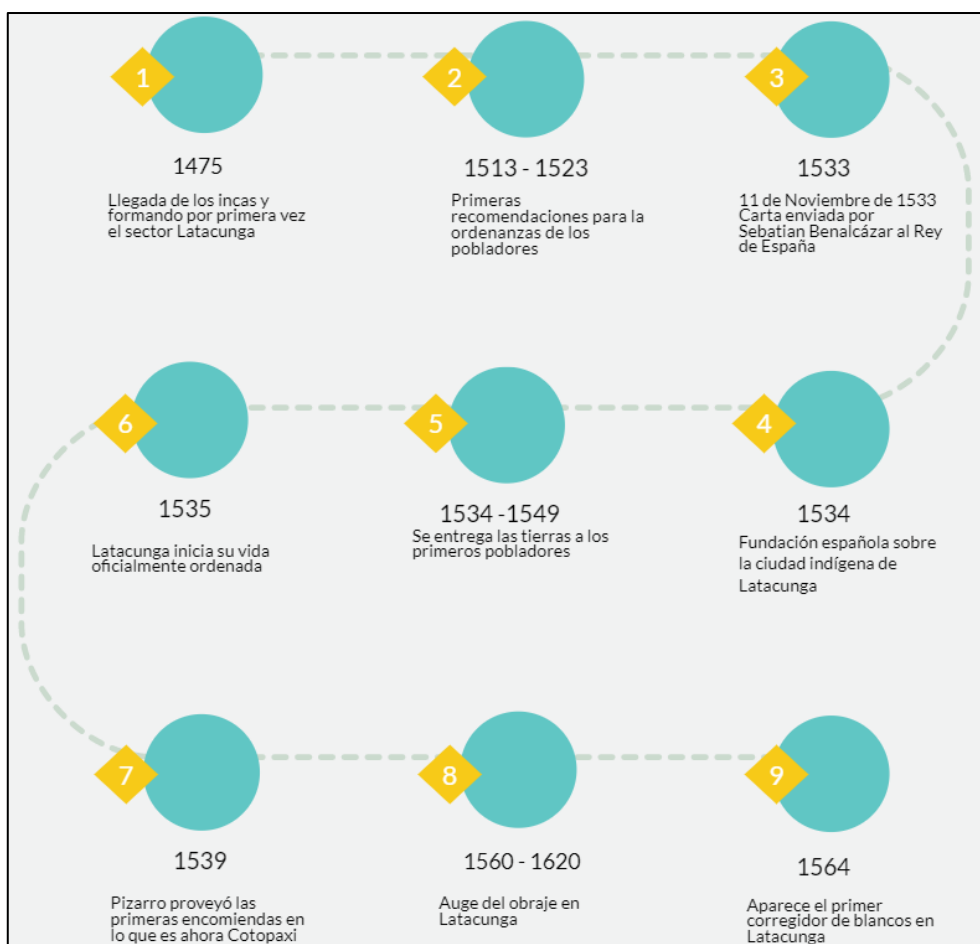 1
1475
Llegada de los incas y
formando por primera vez
el sector Latacunga
2
1513 - 1523
Primeras
recomendaciones para la
ordenanzas de los
pobladores
3
1533
11 de Noviembre de 1533
Carta enviada por
Sebatian Benalcázar al Rey
de España
4
1534
Fundación española sobre
la ciudad indígena de
Latacunga
5
1534 -1549
Se entrega las tierras a los
primeros pobladores
6
1535
Latacunga inicia su vida
oficialmente ordenada
7
1539
Pizarro proveyó las
primeras encomiendas en
lo que es ahora Cotopaxi
8
1560 - 1620
Auge del obraje en
Latacunga
9
1564
Aparece el primer
corregidor de blancos en
Latacunga